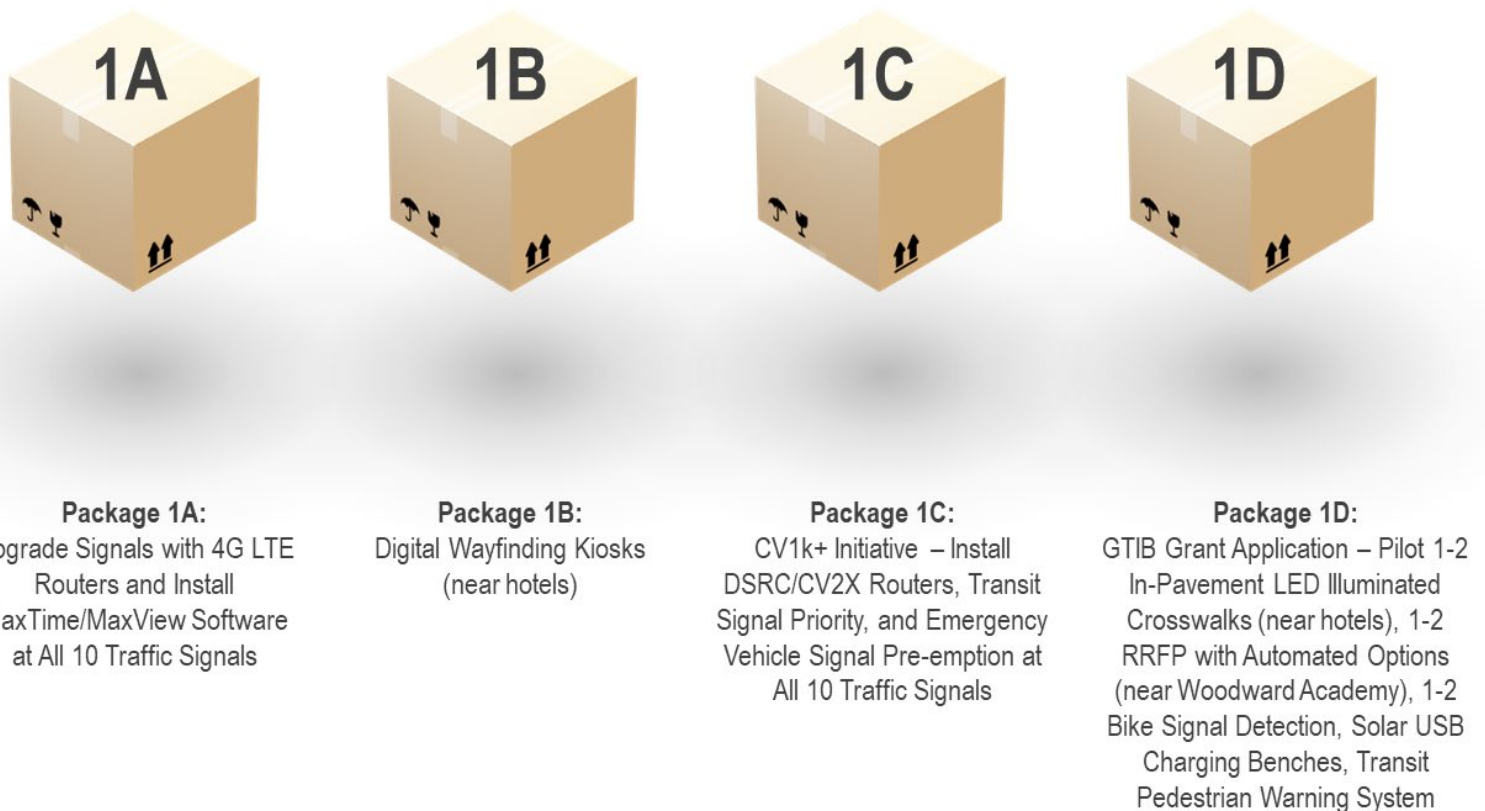 1A
1B
1C
1D
Package 1A:
pgrade Signals with 4G LTE
Routers and Install
axTime/MaxView Software
at All 10 Traffic Signals
Package 1B:
Digital Wayfinding Kiosks
(near hotels)
Package 1C:
CV1k+ Initiative – Install
DSRC/CV2X Routers, Transit
Signal Priority, and Emergency
Vehicle Signal Pre-emption at
All 10 Traffic Signals
Package 1D:
GTIB Grant Application – Pilot 1-2
In-Pavement LED Illuminated
Crosswalks (near hotels), 1-2
RRFP with Automated Options
(near Woodward Academy), 1-2
Bike Signal Detection, Solar USB
Charging Benches, Transit
Pedestrian Warning System